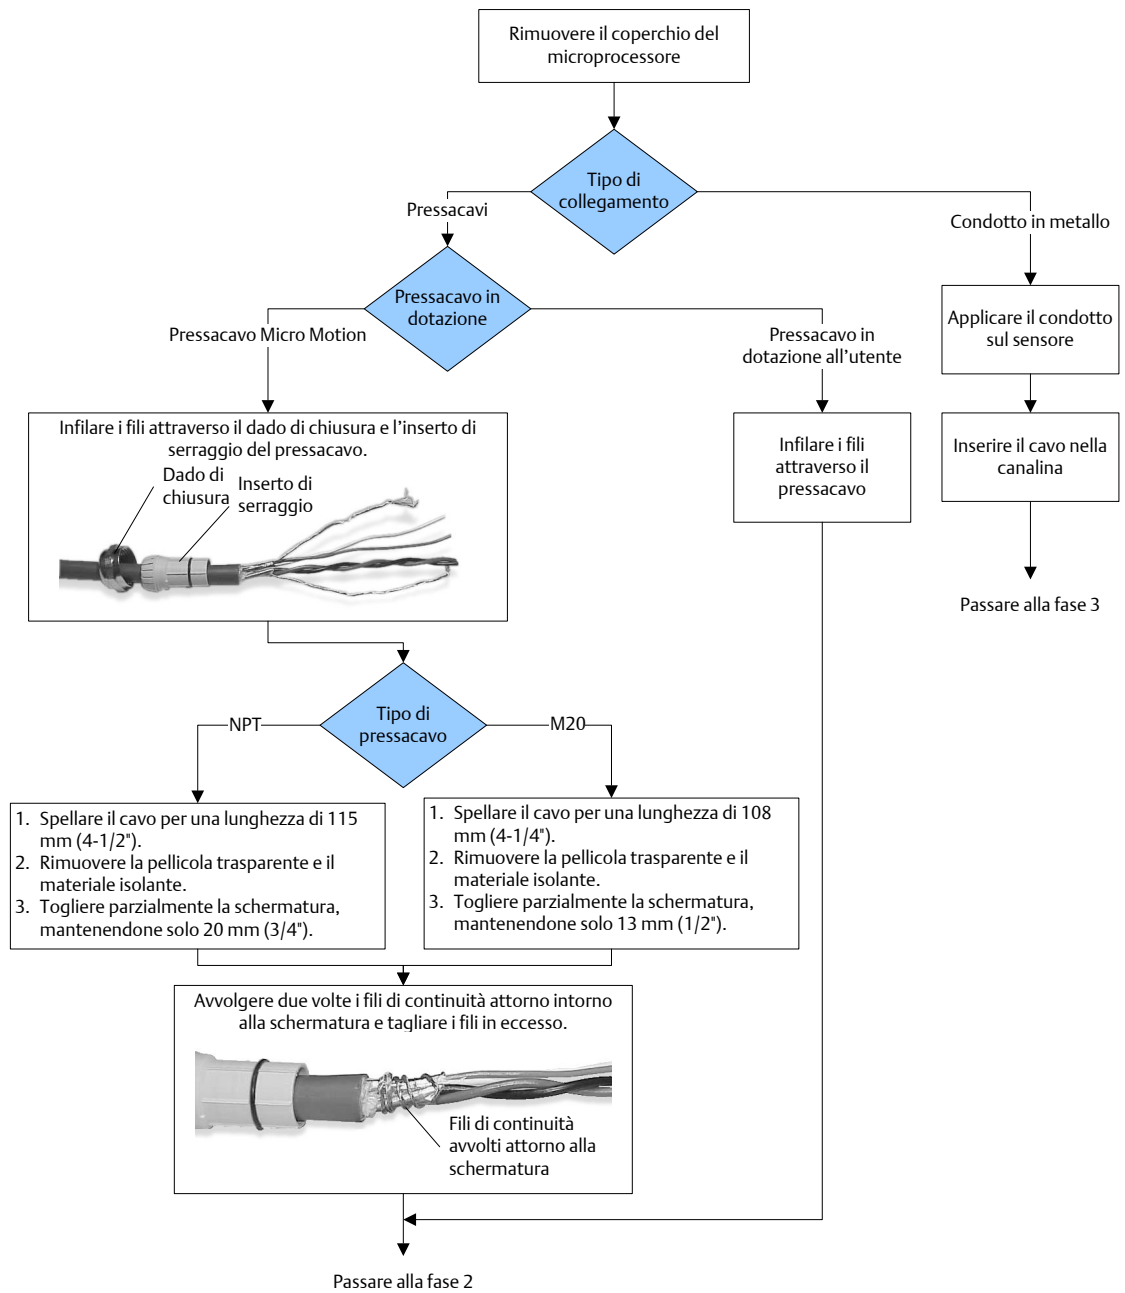 Rimuovere il coperchio del
microprocessore
Tipo di
collegamento
Pressacavi
Condotto in metallo
Pressacavo in
dotazione
Pressacavo Micro Motion
Pressacavo in
dotazione all'utente
Applicare il condotto
sul sensore
Inserire il cavo nella
canalina
Passare alla fase 3
Infilare i fili attraverso il dado di chiusura e l'inserto di
serraggio del pressacavo.
Dado di
chiusura
Inserto di
serraggio
Infilare i fili
attraverso il
pressacavo
Tipo di
pressacavo
NPT
M20
1. Spellare il cavo per una lunghezza di 115
mm (4-1/2").
2. Rimuovere la pellicola trasparente e il
materiale isolante.
3. Togliere parzialmente la schermatura,
mantenendone solo 20 mm (3/4").
1. Spellare il cavo per una lunghezza di 108
mm (4-1/4").
2. Rimuovere la pellicola trasparente e il
materiale isolante.
3. Togliere parzialmente la schermatura,
mantenendone solo 13 mm (1/2").
Avvolgere due volte i fili di continuità attorno intorno
alla schermatura e tagliare i fili in eccesso.
Fili di continuità
avvolti attorno alla
schermatura
Passare alla fase 2